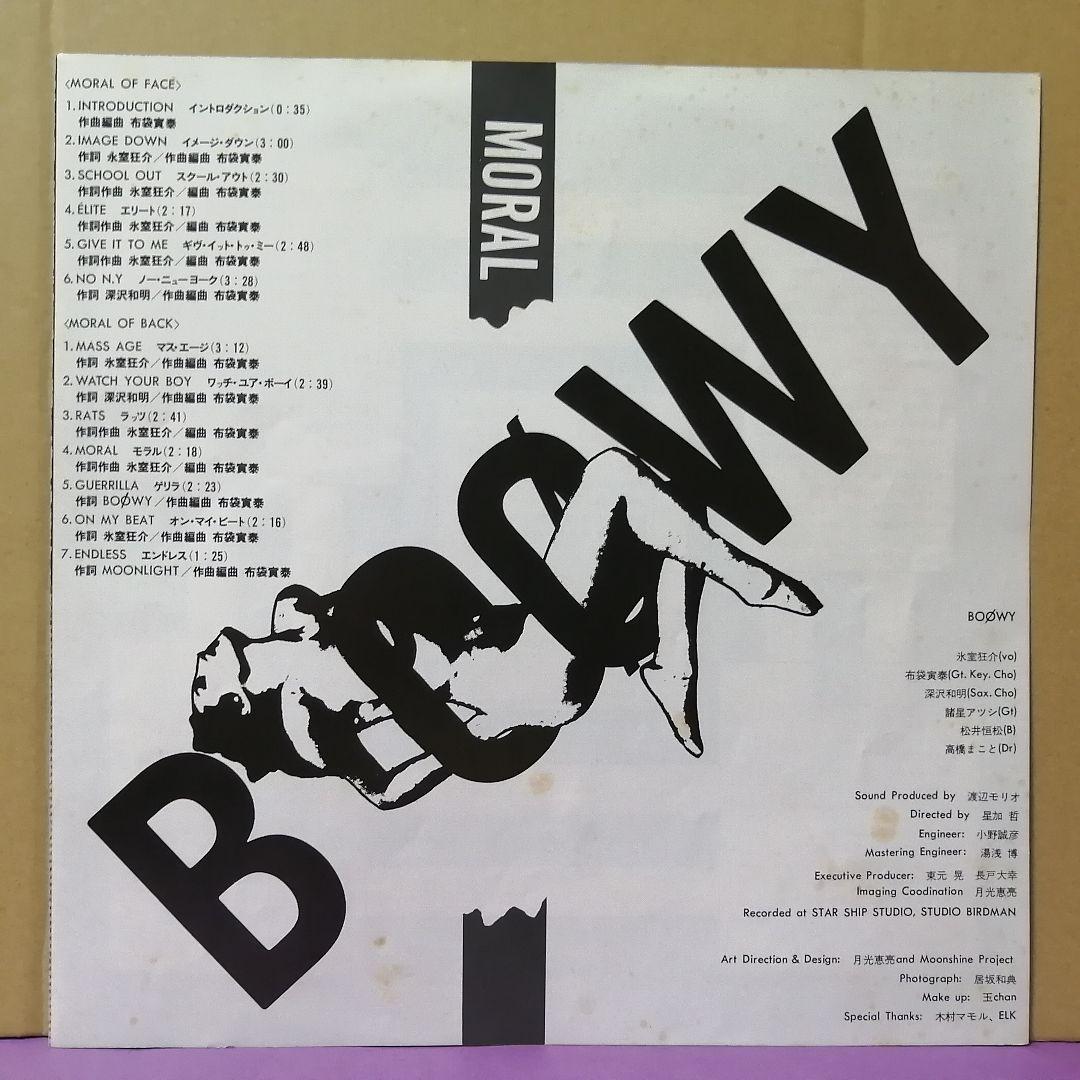 〈MORAL OF FACE〉
1. INTRODUCTION イントロダクション(0:35)
作曲編曲 布袋寅泰
2. IMAGE DOWN イメージ・ダウン(3:00)
作詞 氷室狂介/作曲編曲 布袋寅泰
3. SCHOOL OUT スクール・アウト(2:30)
作詞作曲 氷室狂介/編曲 布袋寅泰
4. ÉLITE エリート(2:17)
作詞作曲 氷室狂介/編曲 布袋寅泰
5. GIVE IT TO ME ギヴ・イット・トゥ・ミー(2:48)
作詞作曲 氷室狂介/編曲 布袋寅泰
6. NO N.Y ノー・ニューヨーク(3:28)
作詞 深沢和明/作曲編曲 布袋寅泰
〈MORAL OF BACK〉
1. MASS AGE マス・エージ(3:12)
作詞 氷室狂介/作曲編曲 布袋寅泰
2. WATCH YOUR BOY ワッチ・ユア・ボーイ(2:39)
作詞 深沢和明/作曲編曲 布袋寅泰
3. RATS ラッツ(2:41)
作詞作曲 氷室狂介/編曲 布袋寅泰
4. MORAL モラル(2:18)
作詞作曲 氷室狂介/編曲 布袋寅泰
5. GUERRILLA ゲリラ(2:23)
作詞 BOØWY/作曲編曲 布袋寅泰
6. ON MY BEAT オン・マイ・ビート(2:16)
作詞 氷室狂介/作曲編曲 布袋寅泰
7. ENDLESS エンドレス(1:25)
作詞 MOONLIGHT/作曲編曲 布袋寅泰
MORAL
BOØWY
BOØWY
氷室狂介(vo)
布袋寅泰(Gt. Key. Cho)
深沢和明(Sax. Cho)
諸星アツシ(Gt)
松井恒松(B)
高橋まこと(Dr)
Sound Produced by 渡辺モリオ
Directed by 星加 哲
Engineer: 小野誠彦
Mastering Engineer: 湯浅 博
Executive Producer: 東元 晃 長戸大幸
Imaging Coodination 月光恵亮
Recorded at STAR SHIP STUDIO, STUDIO BIRDMAN
Art Direction & Design: 月光恵亮and Moonshine Project
Photograph: 居坂和典
Make up: 玉chan
Special Thanks: 木村マモル、ELK